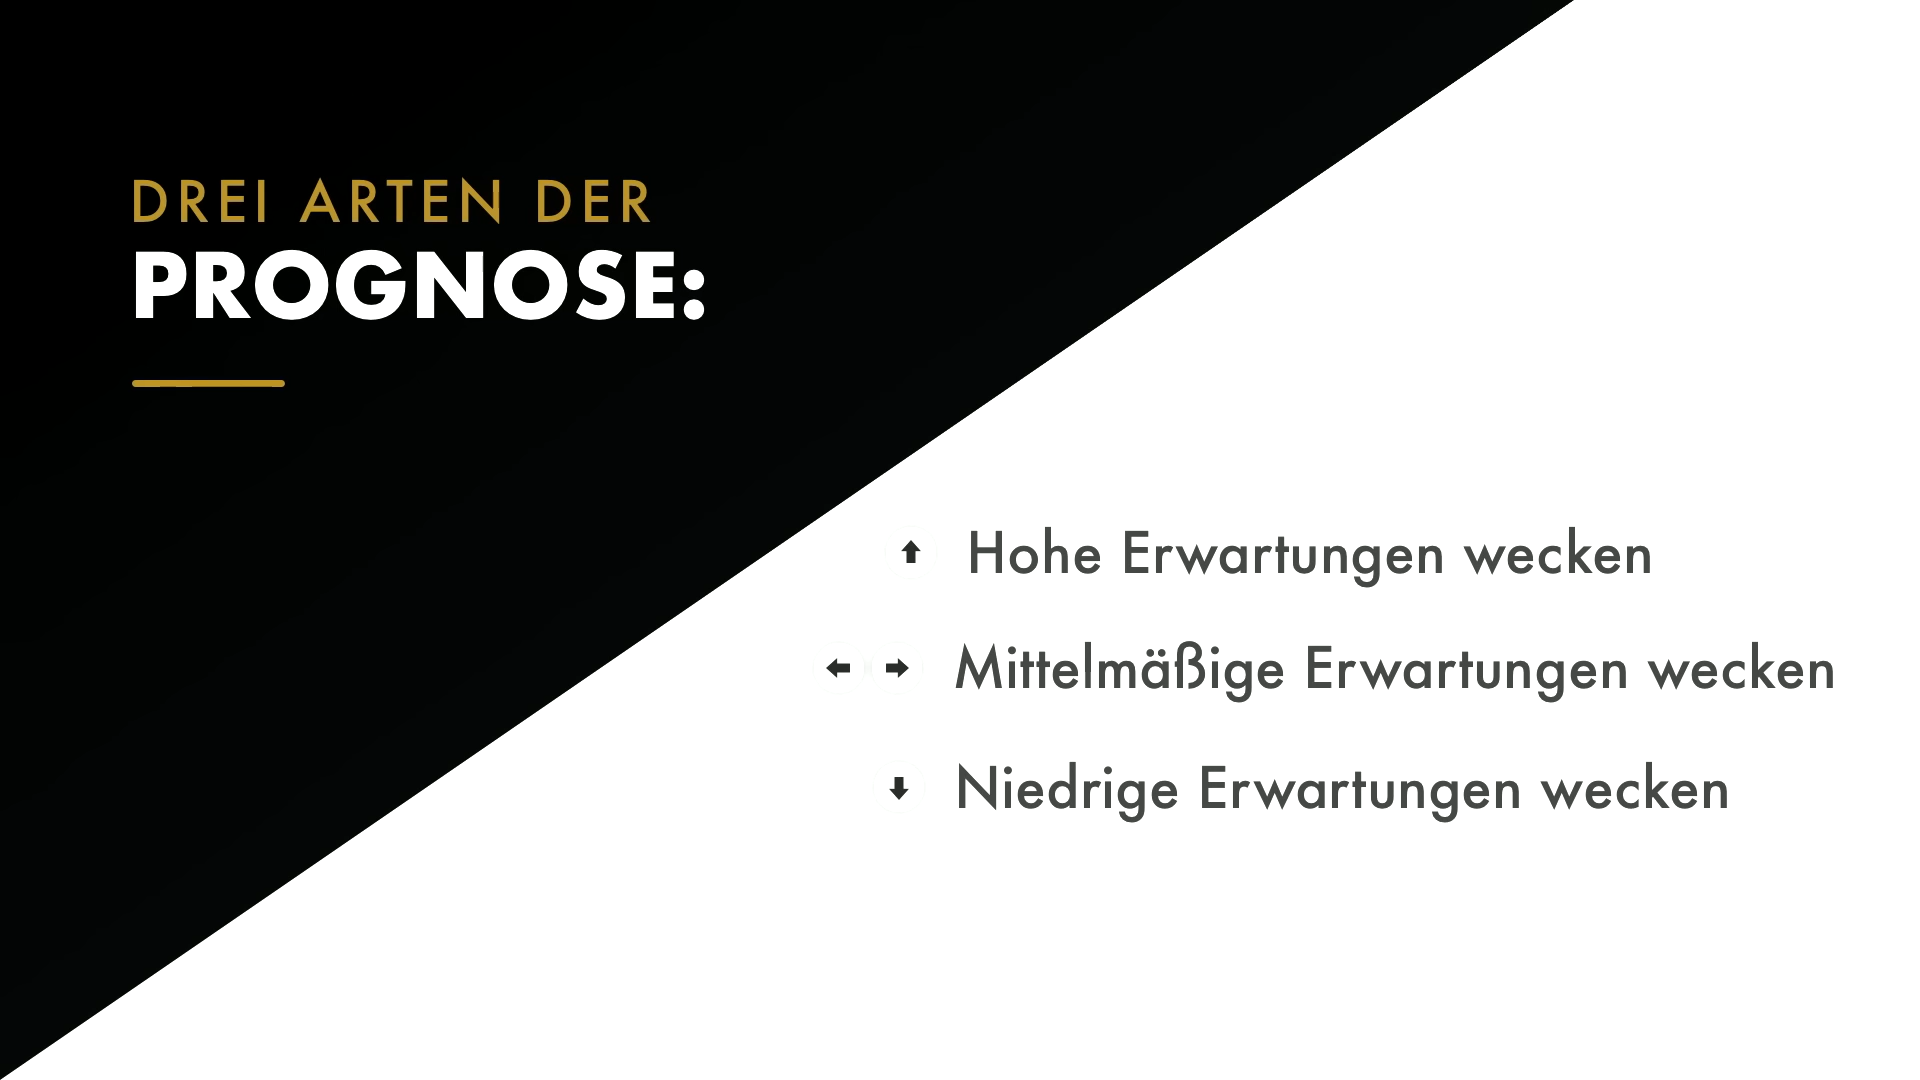 DREI ARTEN DER
PROGNOSE:
Hohe Erwartungen wecken
Mittelmäßige Erwartungen wecken
Niedrige Erwartungen wecken